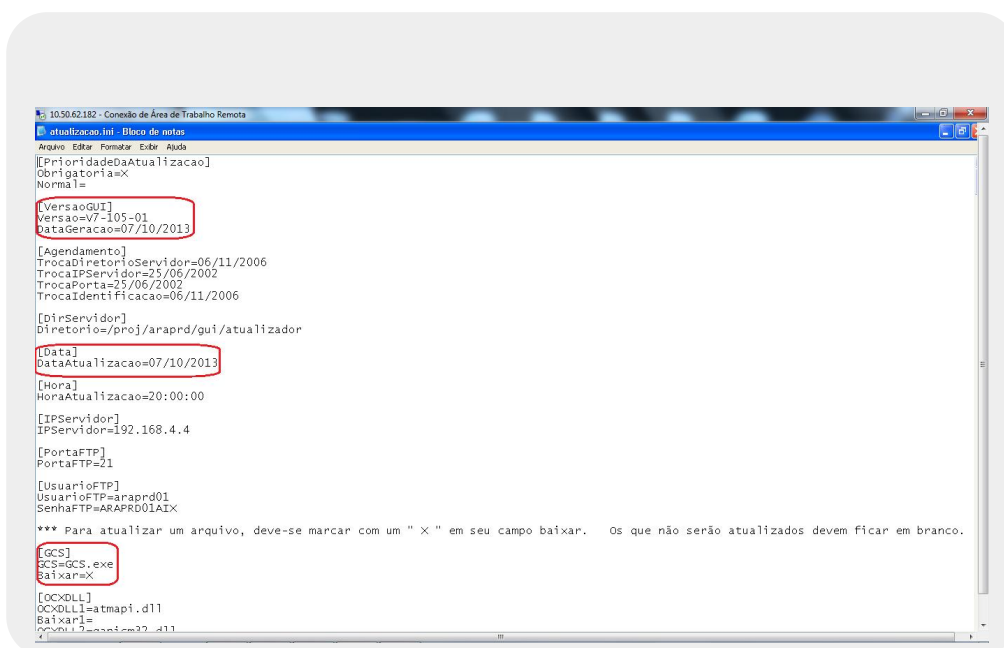 10.50.62.182 - Conexão de Área de Trabalho Remota
atualizacao.ini - Bloco de notas
Arquivo Editar Formatar Exibir Ajuda
[PrioridadeDaAtualizacao]
Obrigatoria=X
Normal=
[VersaoGUI]
Versao=V7-105-01
DataGeracao=07/10/2013
[Agendamento]
TrocaDiretorioServidor=06/11/2006
TrocaIPServidor=25/06/2002
TrocaPorta=25/06/2002
TrocaIdentificacao=06/11/2006
[DirServidor]
Diretorio=/proj/araprd/gui/atualizador
[Data]
DataAtualizacao=07/10/2013
[Hora]
HoraAtualizacao=20:00:00
[IPServidor]
IPServidor=192.168.4.4
[PortaFTP]
PortaFTP=21
[UsuarioFTP]
UsuarioFTP=araprd01
SenhaFTP=ARAPRD01AIX
*** Para atualizar um arquivo, deve-se marcar com um " X " em seu campo baixar. Os que não serão atualizados devem ficar em branco.
[GCS]
GCS=GCS.exe
Baixar=X
[OCXDLL]
OCXDLL1=atmapi.dll
Baixar1=